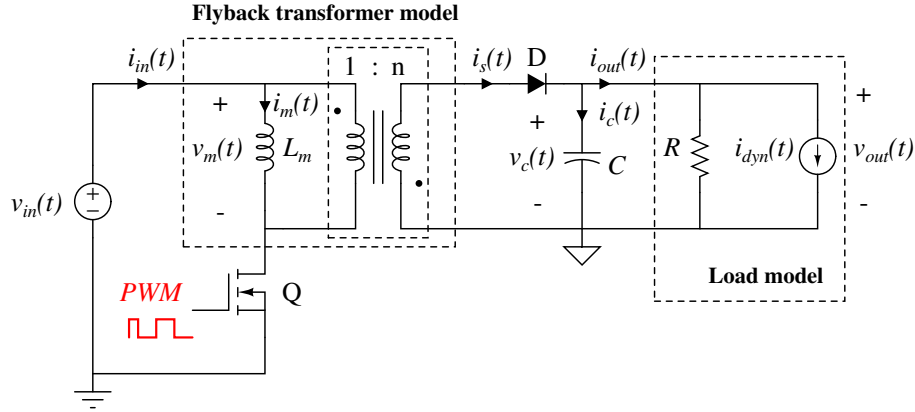 Flyback transformer model
i_in(t)
1 : n
i_s(t)
D
i_out(t)
+
i_m(t)
v_m(t)
L_m
-
+
i_c(t)
v_c(t)
C
-
R
i_dyn(t)
+
v_out(t)
-
v_in(t)
+
-
Load model
PWM
Q